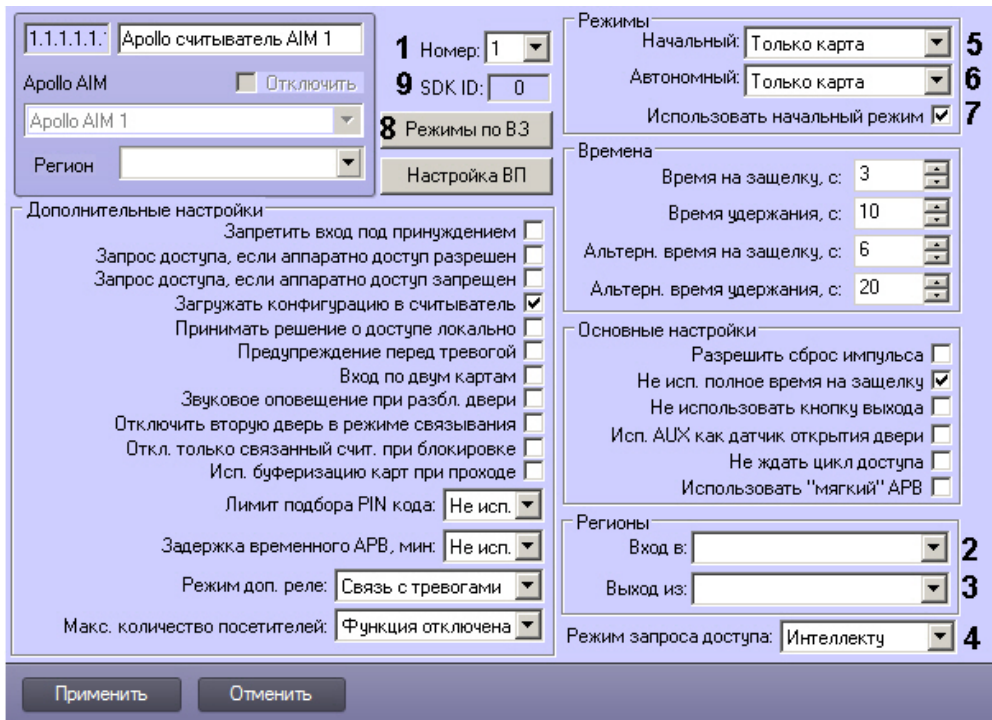 1.1.1.1.1
Apollo считыватель AIM 1
Apollo AIM
Отключить
Apollo AIM 1
Регион
1 Номер: 1
9 SDK ID: 0
8 Режимы по ВЗ
Настройка ВП
Дополнительные настройки
Запретить вход под принуждением
Запрос доступа, если аппаратно доступ разрешен
Запрос доступа, если аппаратно доступ запрещен
Загружать конфигурацию в считыватель
Принимать решение о доступе локально
Предупреждение перед тревогой
Вход по двум картам
Звуковое оповещение при разбл. двери
Отключить вторую дверь в режиме связывания
Откл. только связанный счит. при блокировке
Исп. буферизацию карт при проходе
Лимит подбора PIN кода: Не исп.
Задержка временного APB, мин: Не исп.
Режим доп. реле: Связь с тревогами
Макс. количество посетителей: Функция отключена
Режимы
Начальный: Только карта 5
Автономный: Только карта 6
Использовать начальный режим 7
Времена
Время на защелку, с: 3
Время удержания, с: 10
Альтерн. время на защелку, с: 6
Альтерн. время удержания, с: 20
Основные настройки
Разрешить сброс импульса
Не исп. полное время на защелку
Не использовать кнопку выхода
Исп. AUX как датчик открытия двери
Не ждать цикл доступа
Использовать "мягкий" APB
Регионы
Вход в: 2
Выход из: 3
Режим запроса доступа: Интеллекту 4
Применить
Отменить